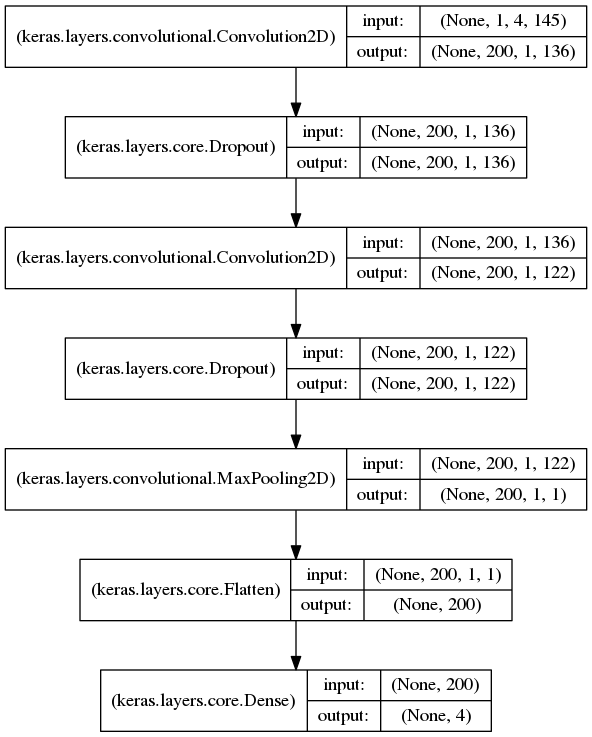 (keras.layers.convolutional.Convolution2D)
input: (None, 1, 4, 145)
output: (None, 200, 1, 136)
(keras.layers.core.Dropout)
input: (None, 200, 1, 136)
output: (None, 200, 1, 136)
(keras.layers.convolutional.Convolution2D)
input: (None, 200, 1, 136)
output: (None, 200, 1, 122)
(keras.layers.core.Dropout)
input: (None, 200, 1, 122)
output: (None, 200, 1, 122)
(keras.layers.convolutional.MaxPooling2D)
input: (None, 200, 1, 122)
output: (None, 200, 1, 1)
(keras.layers.core.Flatten)
input: (None, 200, 1, 1)
output: (None, 200)
(keras.layers.core.Dense)
input: (None, 200)
output: (None, 4)